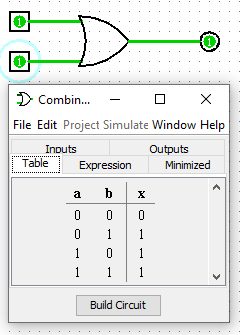 1
1
1
Combin...
File Edit Project Simulate Window Help
Inputs Outputs
Table Expression Minimized
a b x
0 0 0
0 1 1
1 0 1
1 1 1
Build Circuit